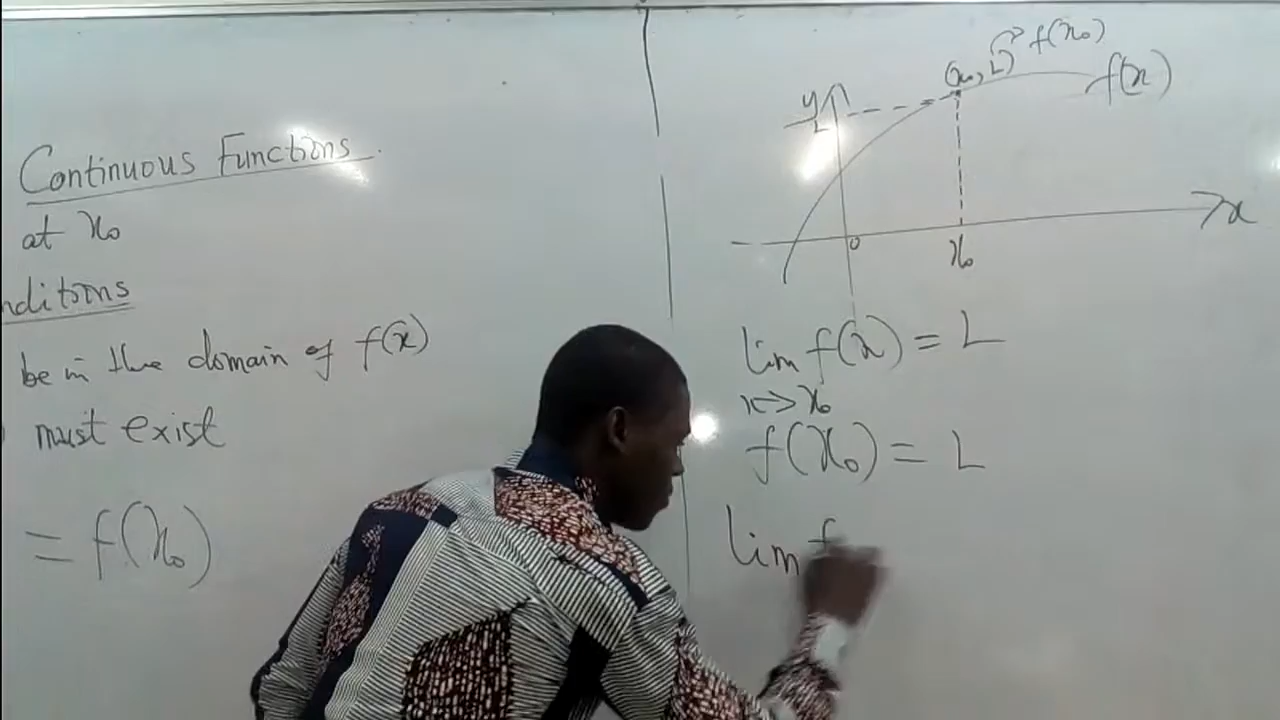 Continuous Functions.
at x₀
nditions
be in the domain of f(x)
must exist
= f(x₀)
(x₀, L) → f(x₀)
f(x)
y
L
0
x₀
x
lim f(x) = L
x→x₀
f(x₀) = L
lim f